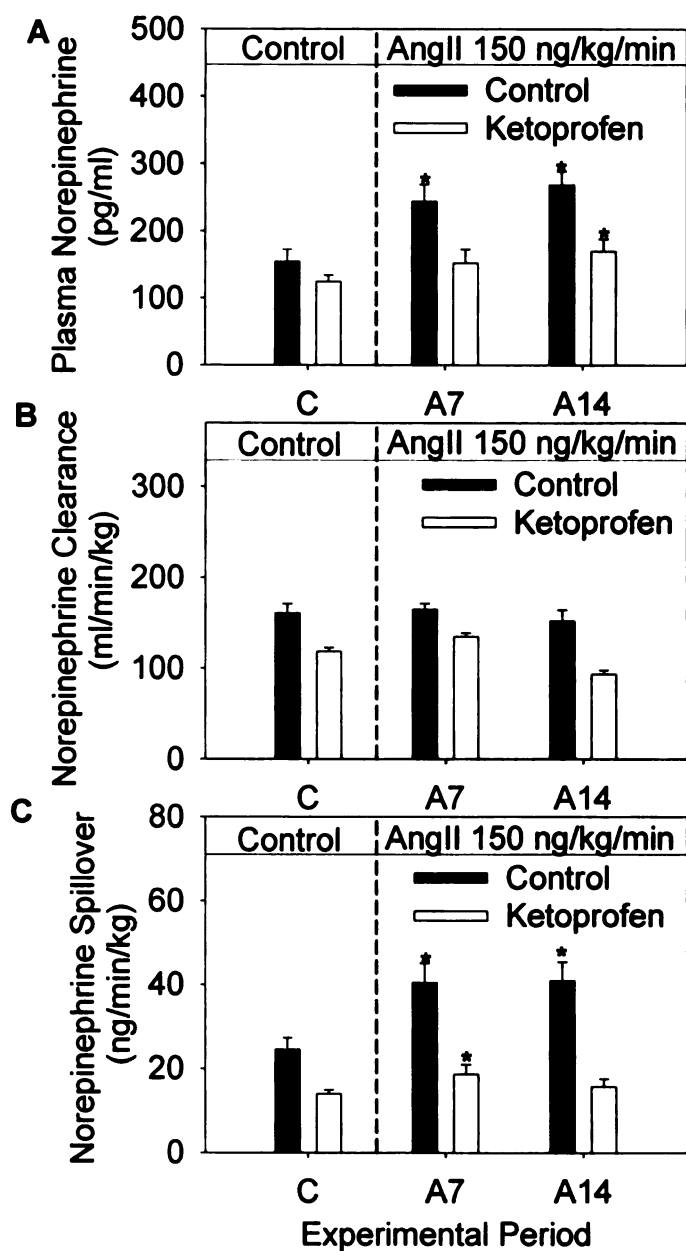 A
Plasma Norepinephrine
(pg/ml)
500
400
300
200
100
0
Control
AngII 150 ng/kg/min
Control
Ketoprofen
*
*
*
C
A7
A14
B
Norepinephrine Clearance
(ml/min/kg)
300
200
100
0
Control
AngII 150 ng/kg/min
Control
Ketoprofen
C
A7
A14
C
Norepinephrine Spillover
(ng/min/kg)
80
60
40
20
0
Control
AngII 150 ng/kg/min
Control
Ketoprofen
*
*
*
C
A7
A14
Experimental Period